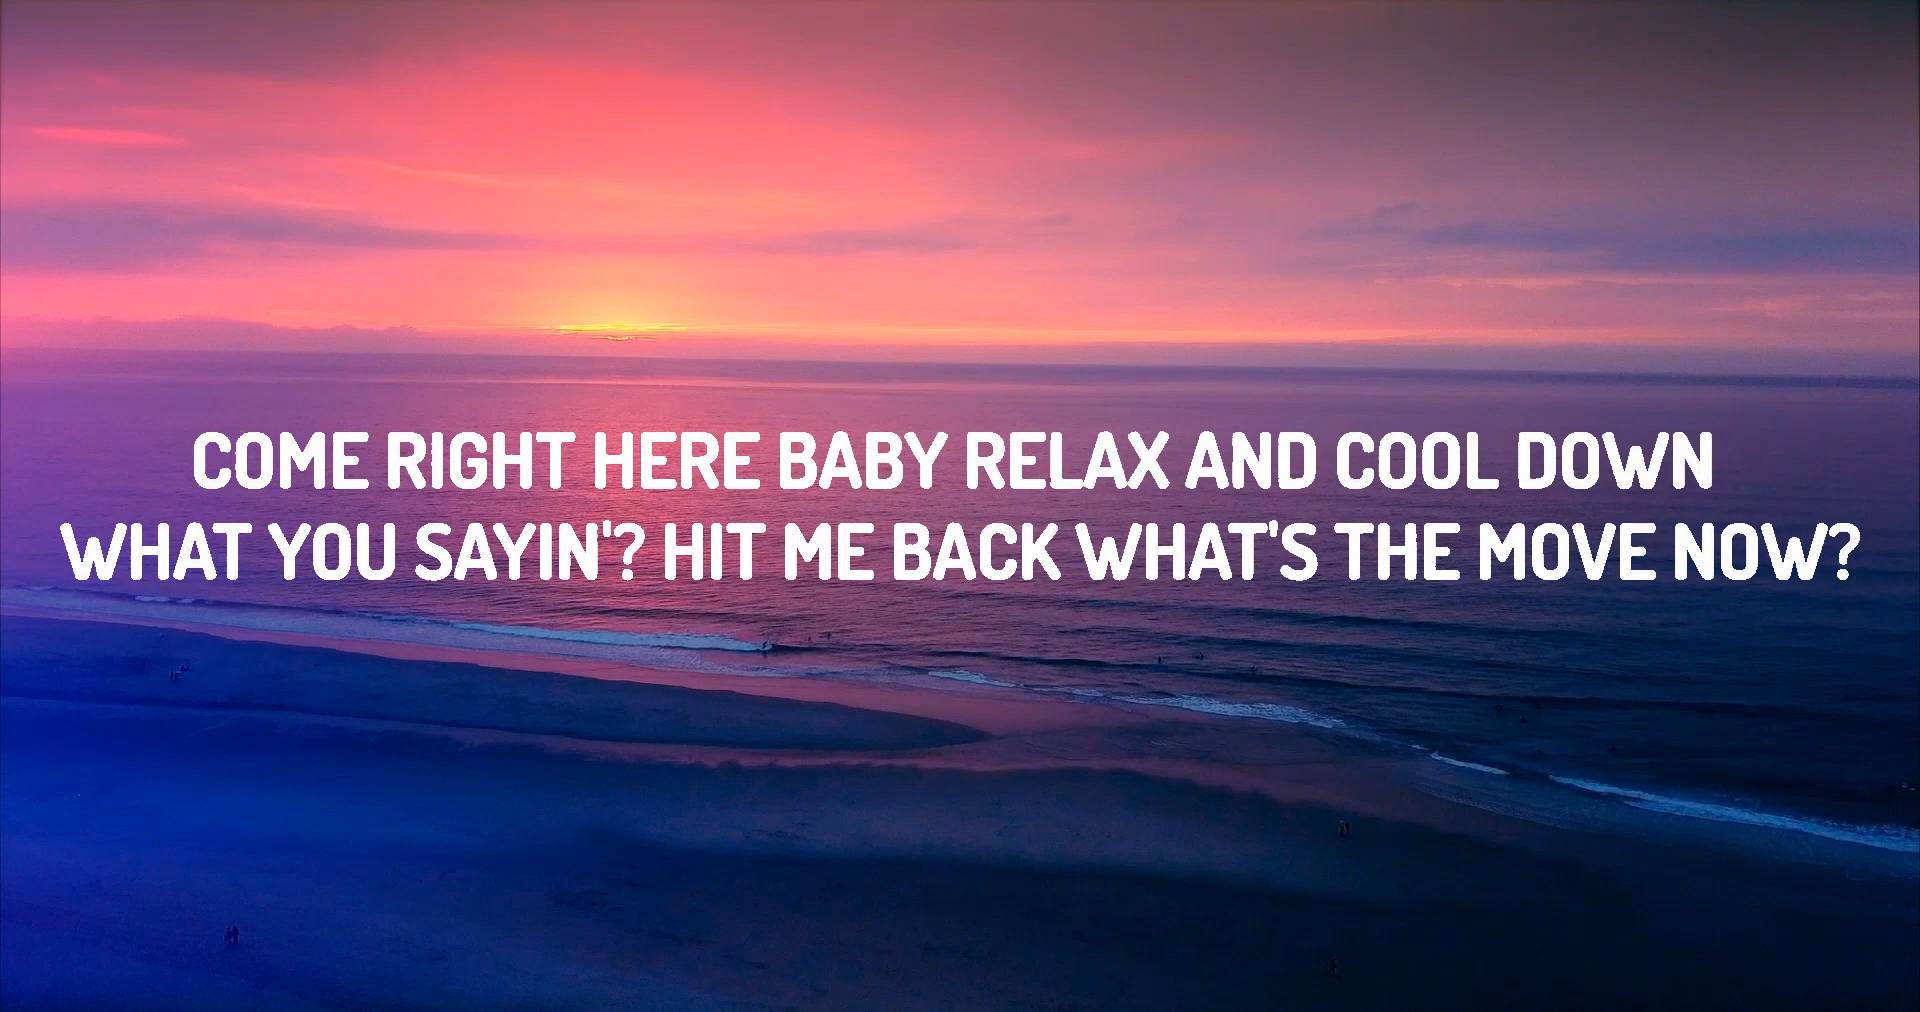 COME RIGHT HERE BABY RELAX AND COOL DOWN
WHAT YOU SAYIN'? HIT ME BACK WHAT'S THE MOVE NOW?